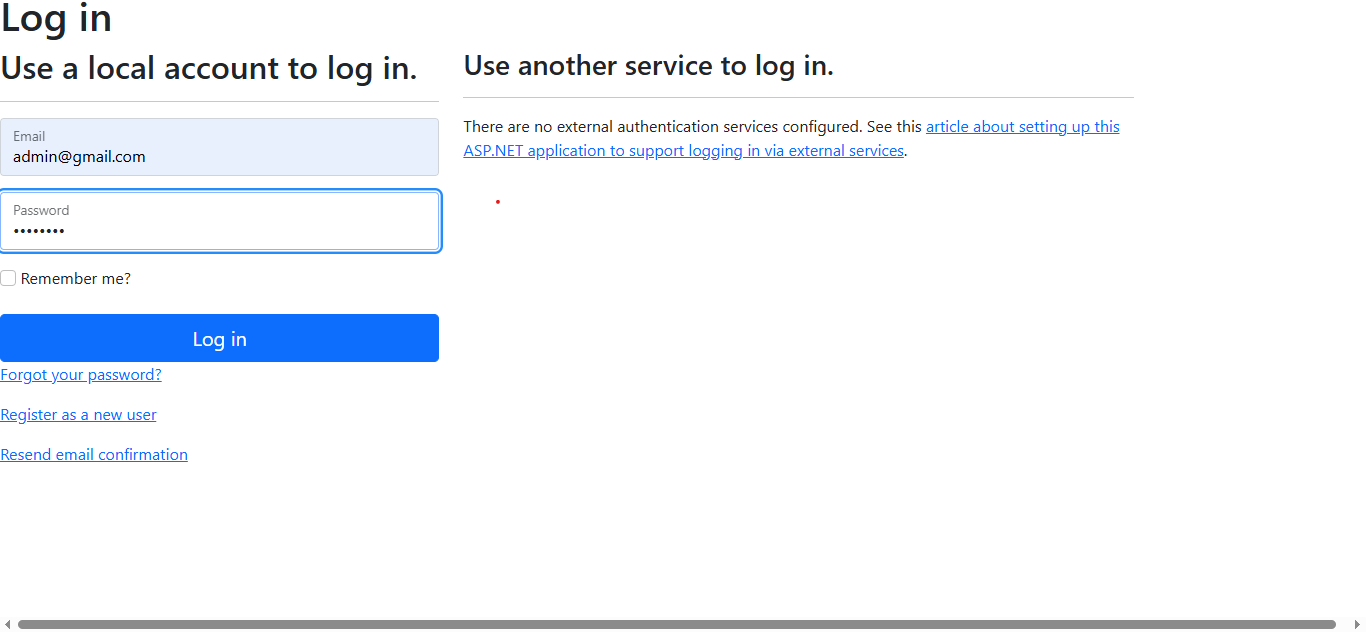 Log in
Use a local account to log in.
Email
admin@gmail.com
Password
••••••••
Remember me?
Log in
Forgot your password?
Register as a new user
Resend email confirmation
Use another service to log in.
There are no external authentication services configured. See this article about setting up this
ASP.NET application to support logging in via external services.